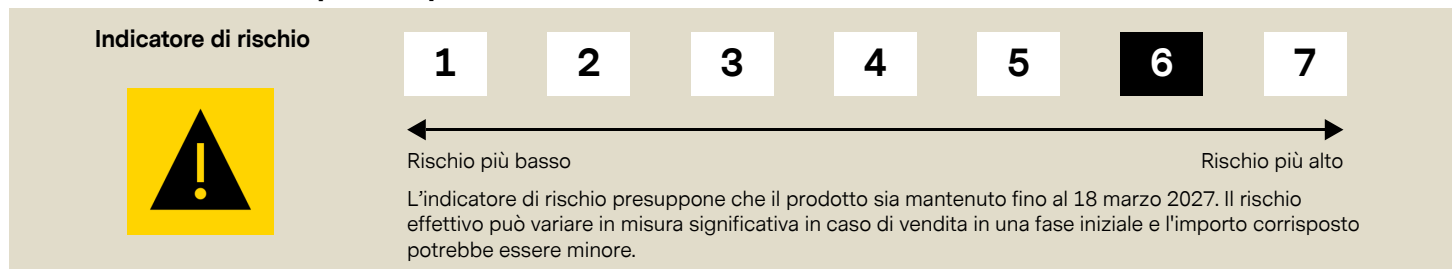 Indicatore di rischio
1 2 3 4 5 6 7
Rischio più basso Rischio più alto
L'indicatore di rischio presuppone che il prodotto sia mantenuto fino al 18 marzo 2027. Il rischio
effettivo può variare in misura significativa in caso di vendita in una fase iniziale e l'importo corrisposto
potrebbe essere minore.